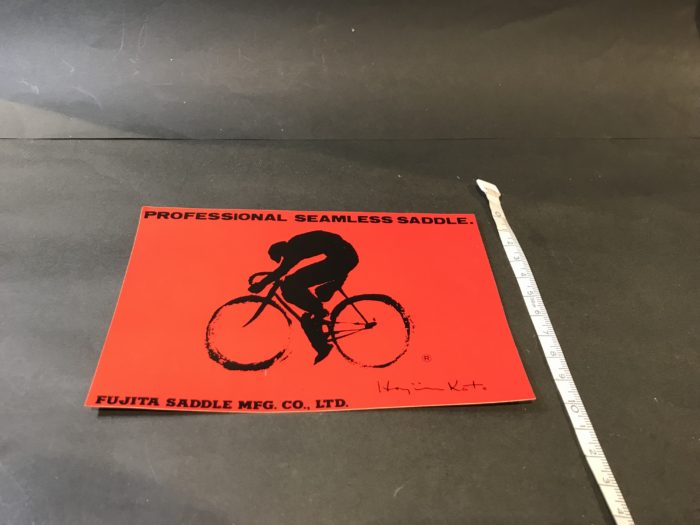 PROFESSIONAL SEAMLESS SADDLE.
®
FUJITA SADDLE MFG. CO., LTD.